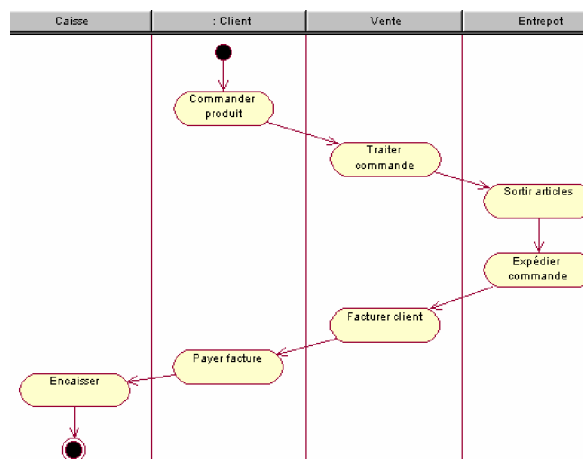 Caisse
: Client
Vente
Entrepot
Commander
produit
Traiter
commande
Sortir articles
Expédier
commande
Facturer client
Payer facture
Encaisser